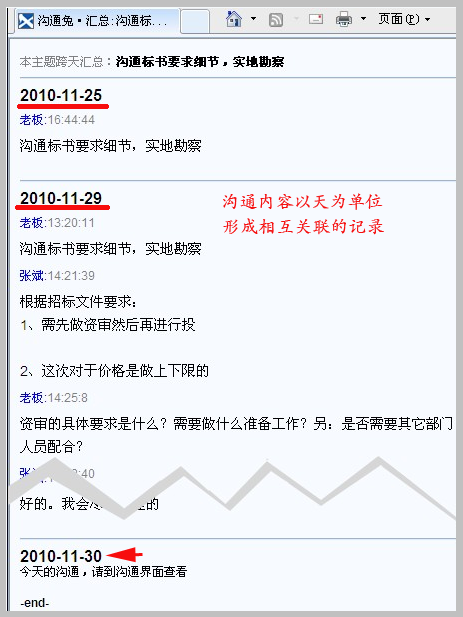 沟通兔 • 汇总:沟通标...
页面(P)
本主题跨天汇总：沟通标书要求细节，实地勘察
2010-11-25
老板:16:44:44
沟通标书要求细节，实地勘察
2010-11-29
沟通内容以天为单位
形成相互关联的记录
老板:13:20:11
沟通标书要求细节，实地勘察
张斌:14:21:39
根据招标文件要求：
1、需先做资审然后再进行投
2、这次对于价格是做上下限的
老板:14:25:8
资审的具体要求是什么？需要做什么准备工作？另：是否需要其它部门
人员配合？
好的。我会
的
2010-11-30
今天的沟通，请到沟通界面查看
-end-